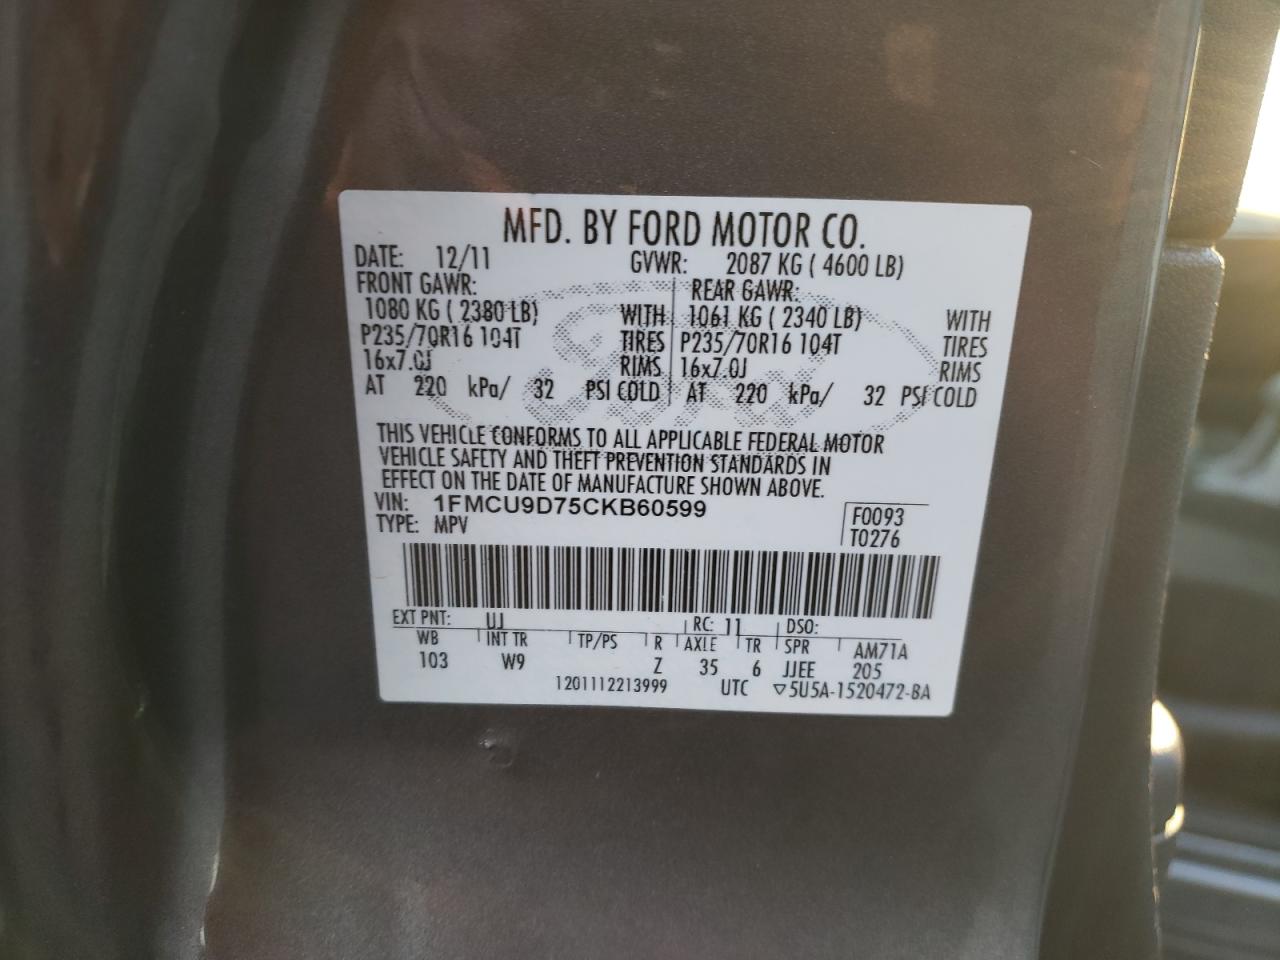 MFD. BY FORD MOTOR CO.
DATE: 12/11 GVWR: 2087 KG ( 4600 LB)
FRONT GAWR: REAR GAWR:
1080 KG ( 2380 LB) WITH 1061 KG ( 2340 LB) WITH
P235/70R16 104T TIRES P235/70R16 104T TIRES
16x7.0J RIMS 16x7.0J RIMS
AT 220 kPa/ 32 PSI COLD AT 220 kPa/ 32 PSI COLD
Ford
THIS VEHICLE CONFORMS TO ALL APPLICABLE FEDERAL MOTOR
VEHICLE SAFETY AND THEFT PREVENTION STANDARDS IN
EFFECT ON THE DATE OF MANUFACTURE SHOWN ABOVE.
VIN: 1FMCU9D75CKB60599 F0093
TYPE: MPV T0276
EXT PNT: UJ RC: 11 DSO:
WB INT TR TP/PS R AXLE TR SPR AM71A
103 W9 Z 35 6 JJEE 205
1201112213999 UTC ▽5U5A-1520472-BA